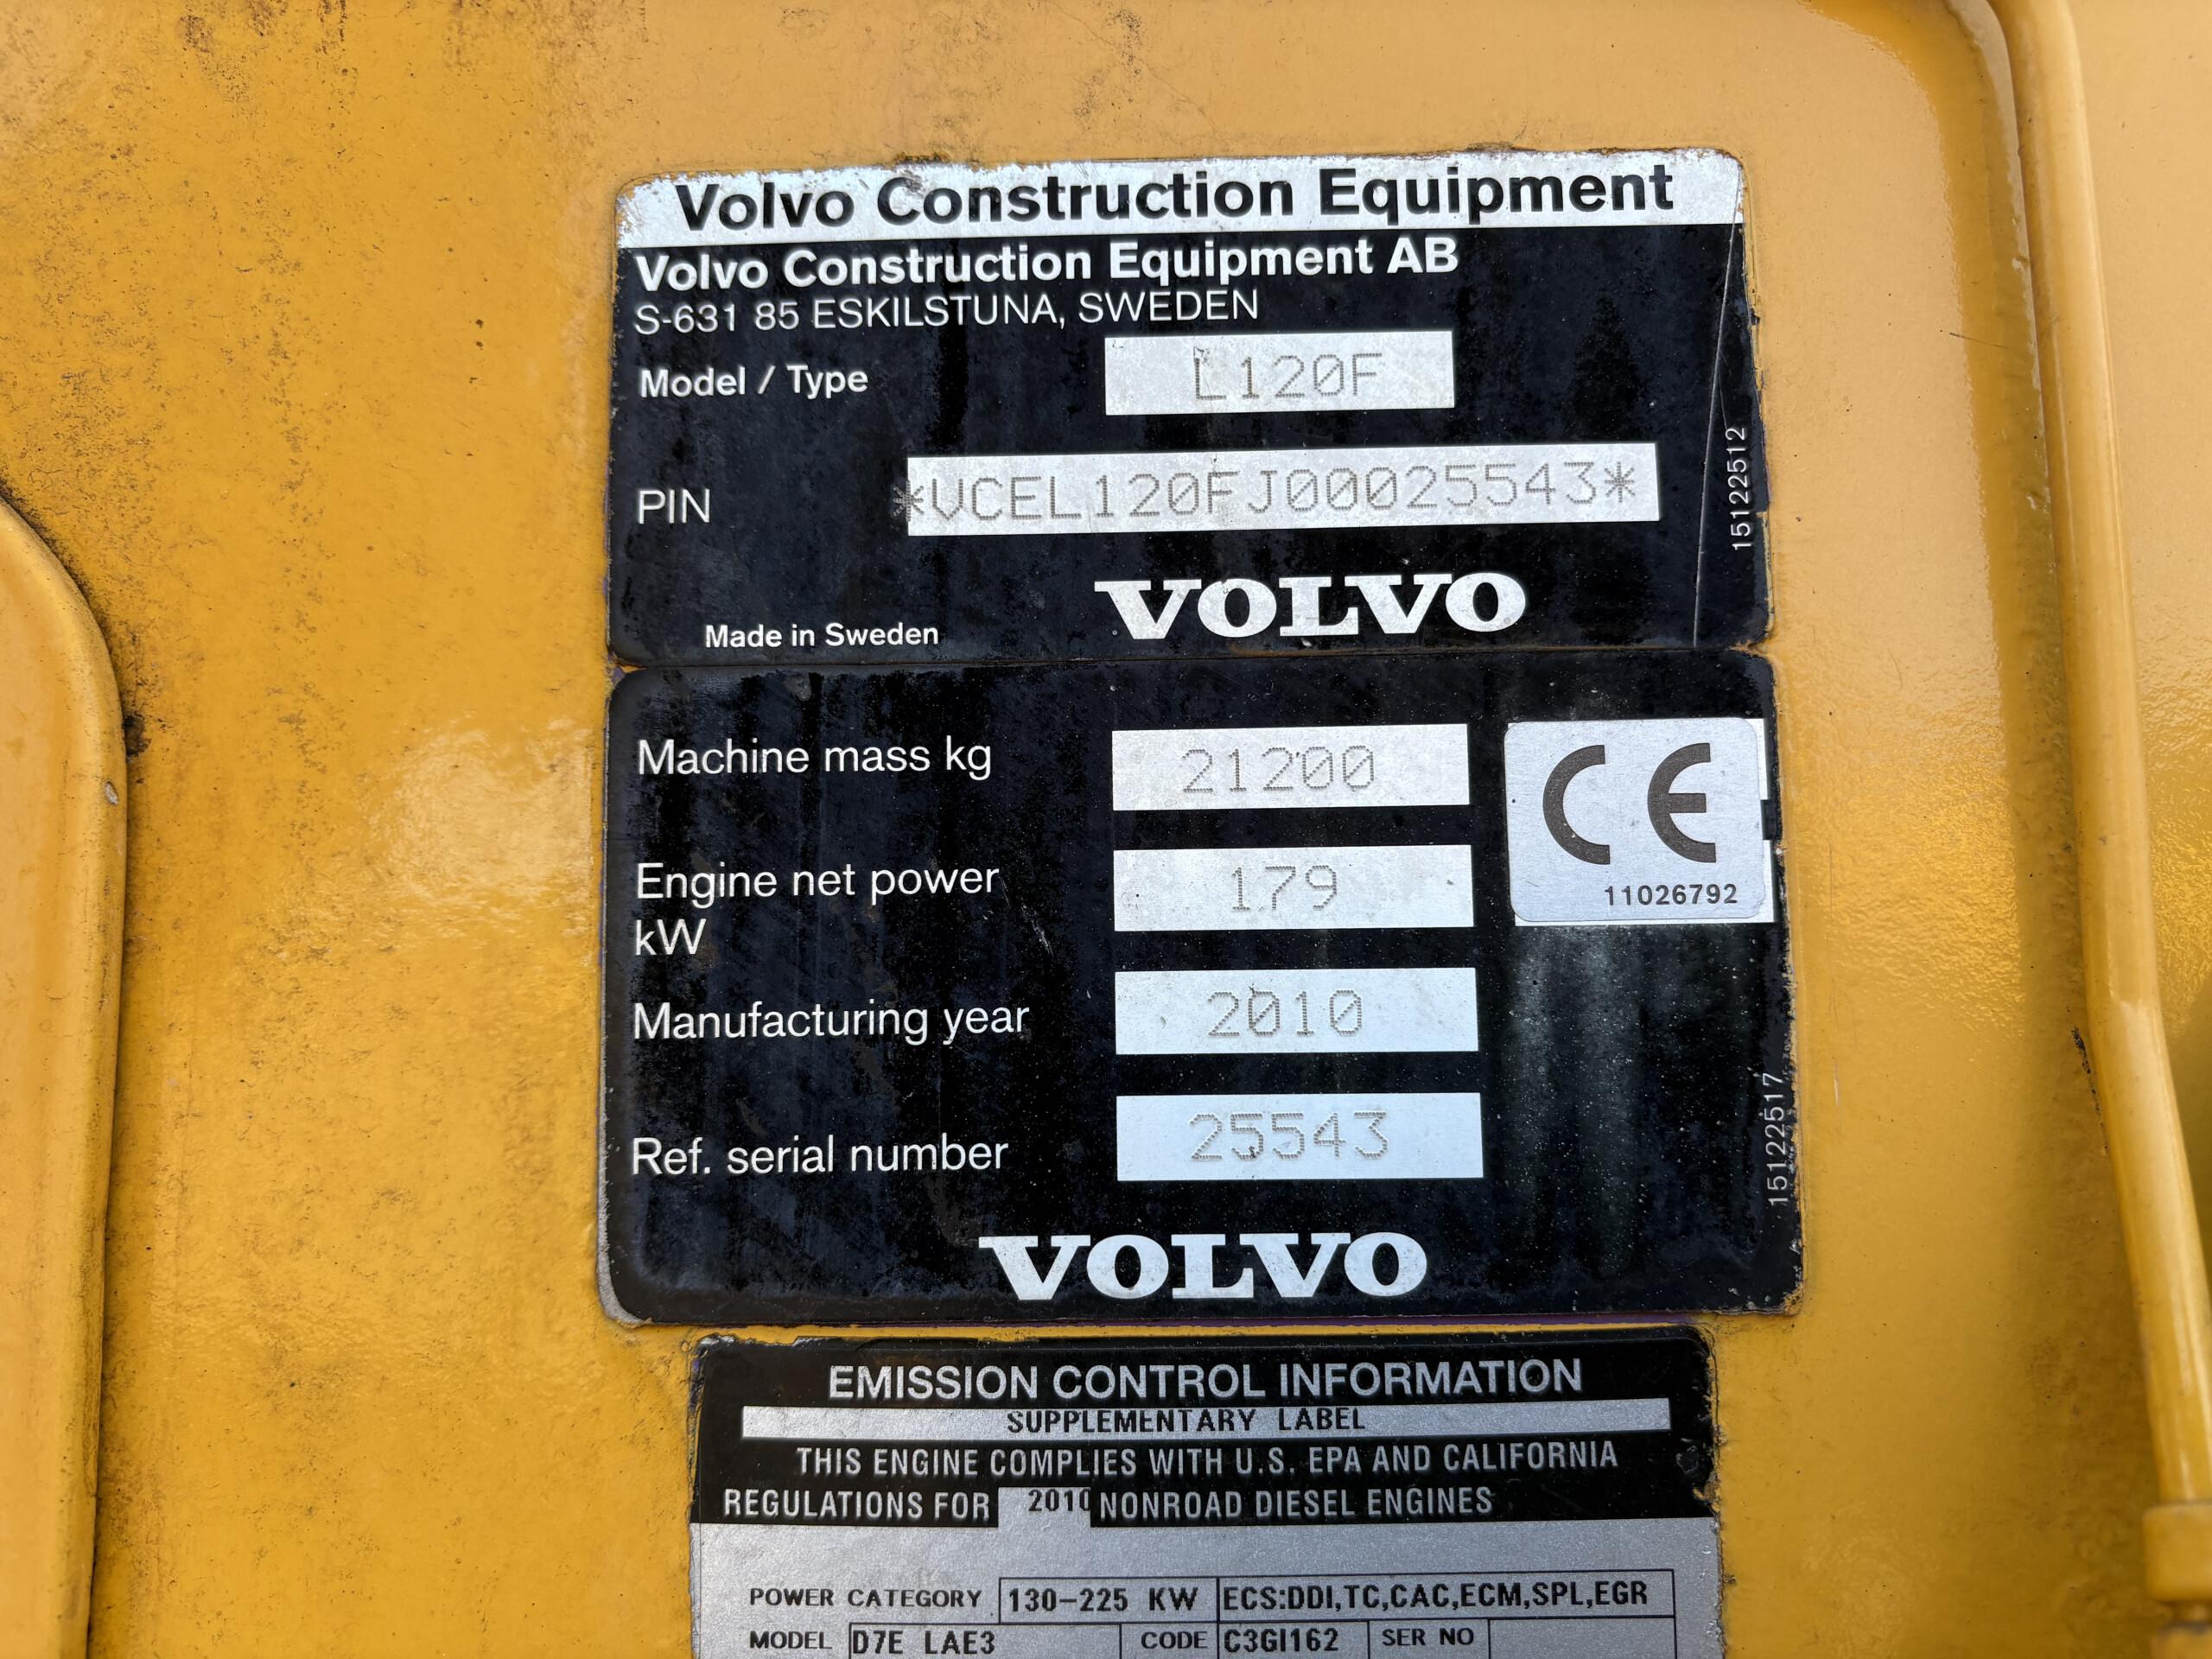 Volvo Construction Equipment
Volvo Construction Equipment AB
S-631 85 ESKILSTUNA, SWEDEN
Model / Type L120F
PIN *VCEL120FJ00025543*
15122512
Made in Sweden VOLVO
Machine mass kg 21200
CE
11026792
Engine net power 179
kW
Manufacturing year 2010
Ref. serial number 25543
15122517
VOLVO
EMISSION CONTROL INFORMATION
SUPPLEMENTARY LABEL
THIS ENGINE COMPLIES WITH U.S. EPA AND CALIFORNIA
REGULATIONS FOR 2010 NONROAD DIESEL ENGINES
POWER CATEGORY 130-225 KW ECS:DDI,TC,CAC,ECM,SPL,EGR
MODEL D7E LAE3 CODE C3GI162 SER NO